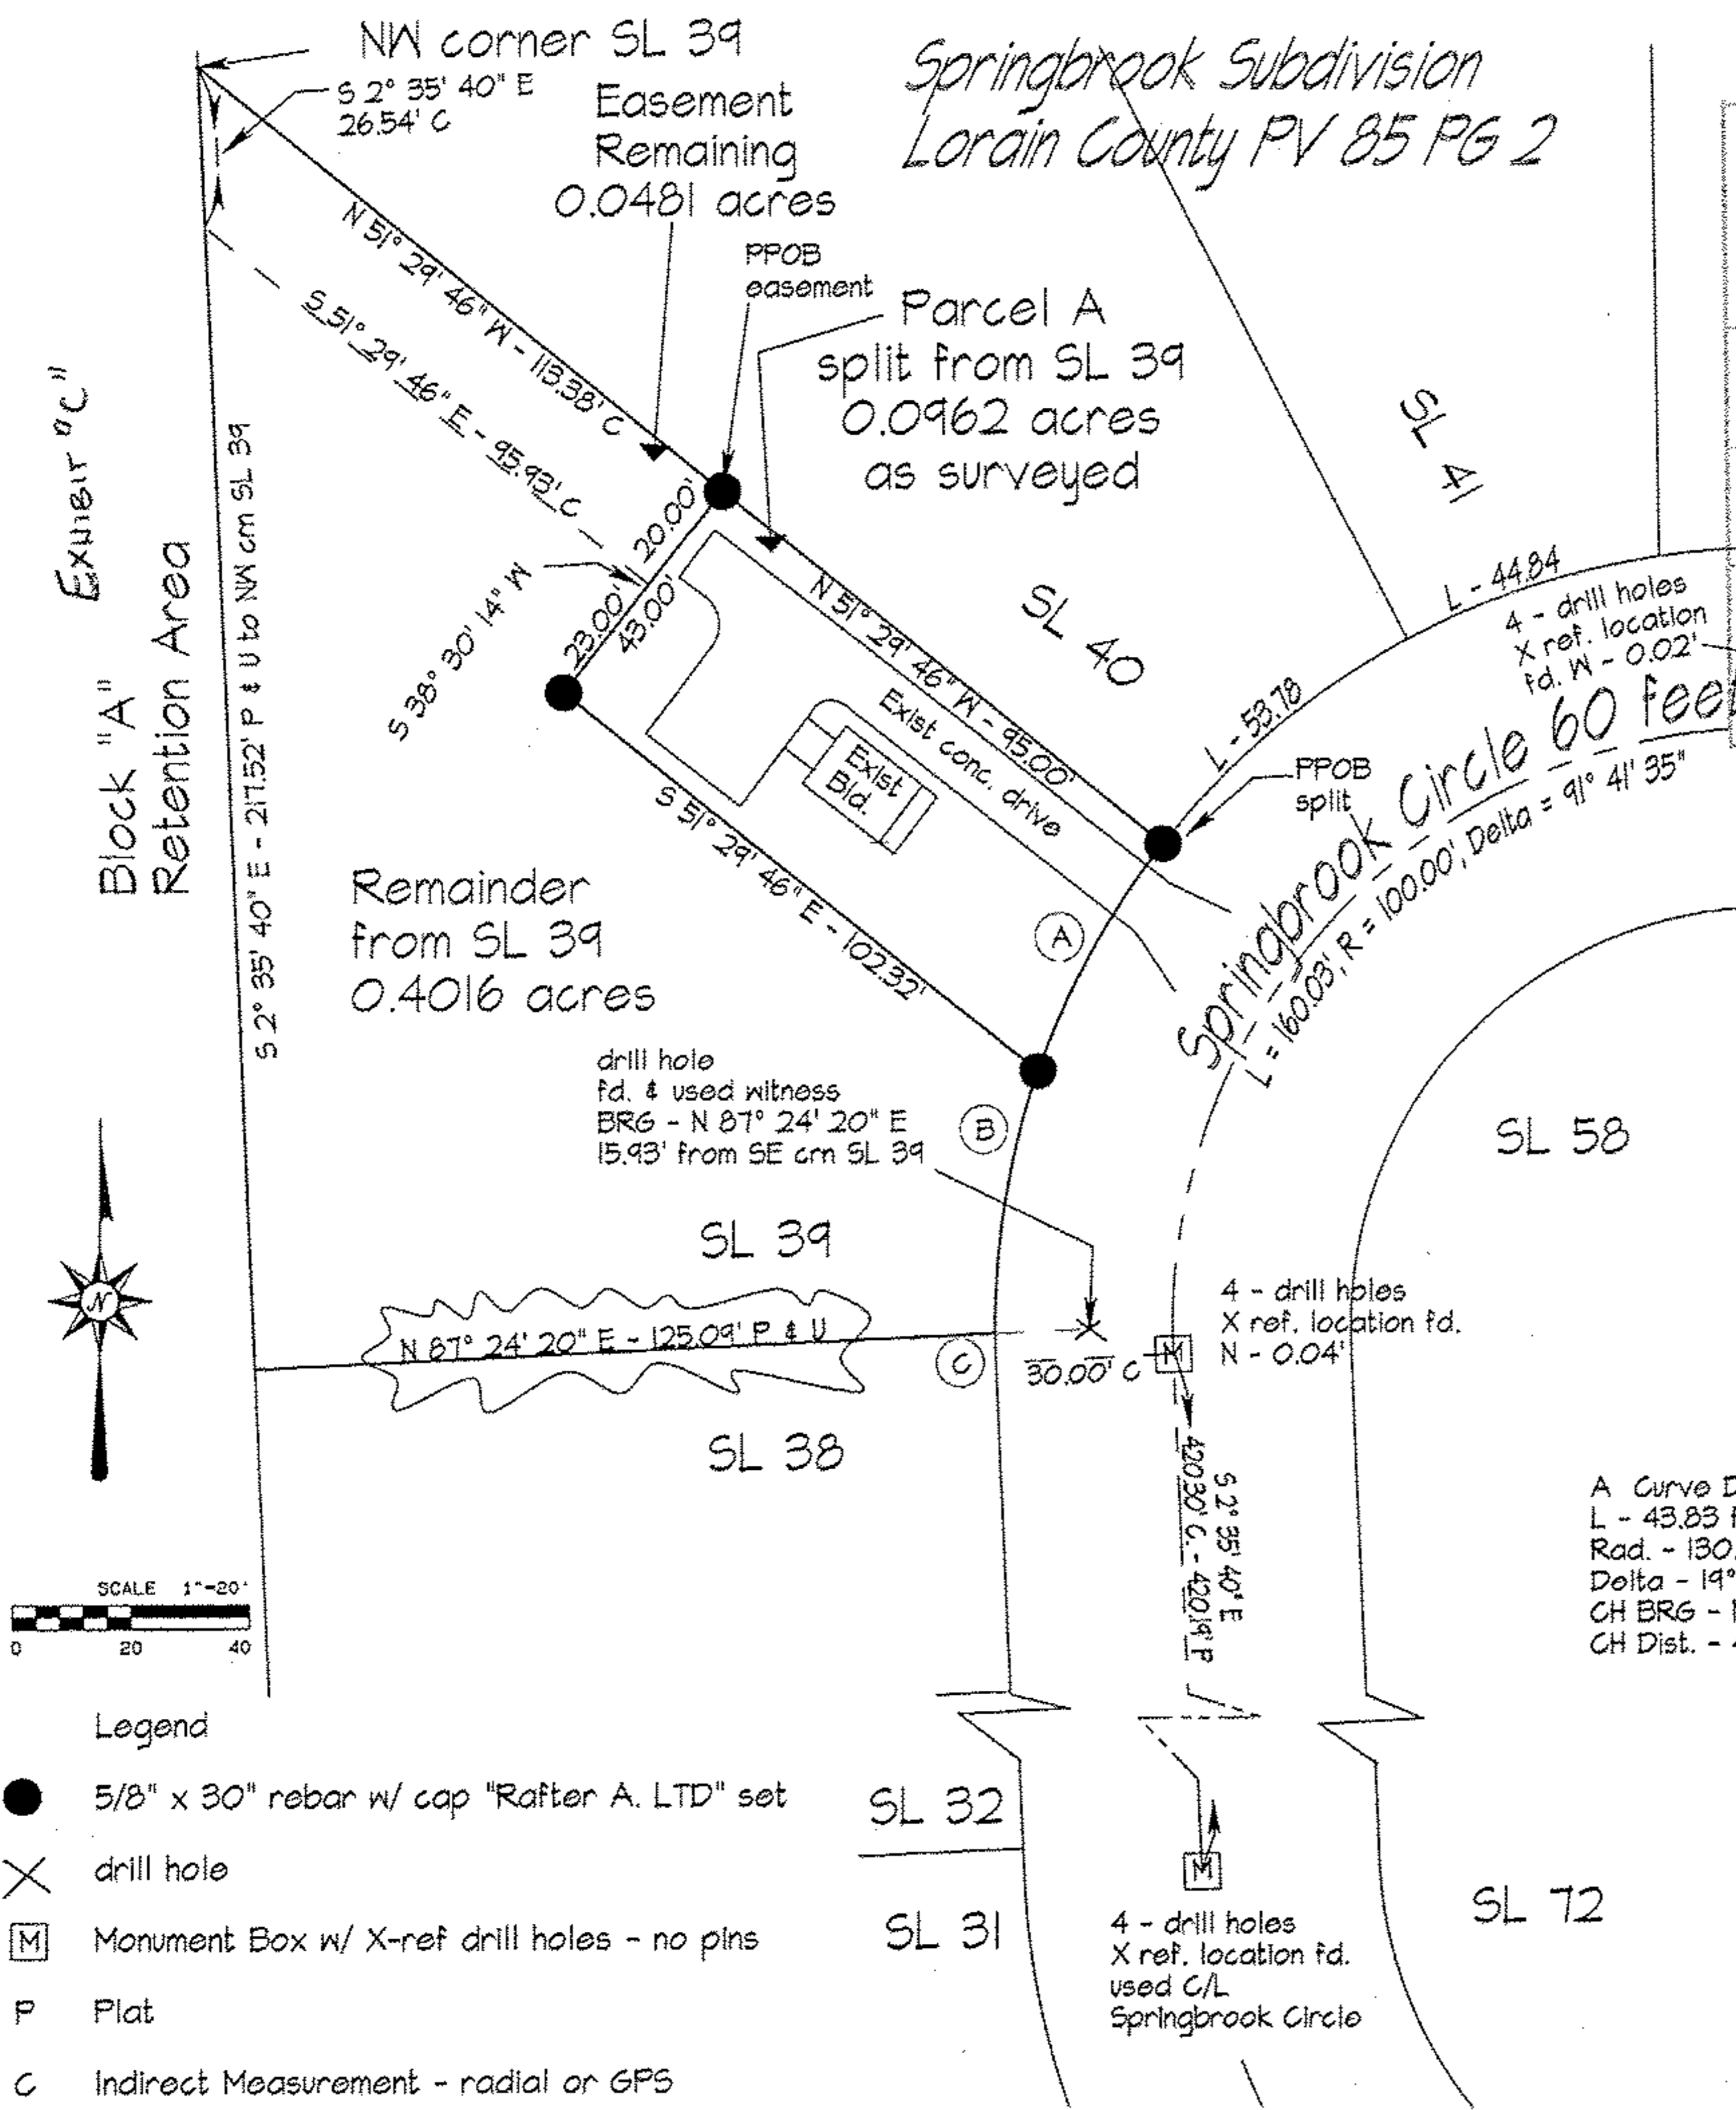 NW corner SL 39
S 2° 35' 40" E
26.54' C
Easement
Remaining
0.0481 acres
Springbrook Subdivision
Lorain County PV 85 PG 2
N 51° 29' 46" W - 113.38' C
PPOB
easement
S 51° 29' 46" E - 95.93' C
Parcel A
split from SL 39
0.0962 acres
as surveyed
EXHIBIT "C"
Block "A"
Retention Area
S 2° 35' 40" E - 217.52' P & U to NW crn SL 39
SL 41
20.00'
23.00'
43.00'
S 38° 30' 14" W
N 51° 29' 46" W - 95.00'
SL 40
L - 44.84
4 - drill holes
X ref. location
fd. W - 0.02'
L - 53.78
Exist conc. drive
Exist
Bld.
S 51° 29' 46" E - 102.32'
PPOB
split
Springbrook Circle 60 feet
L = 160.03', R = 100.00', Delta = 91° 41' 35"
Remainder
from SL 39
0.4016 acres
A
drill hole
fd. & used witness
BRG - N 87° 24' 20" E
15.93' from SE crn SL 39
B
SL 58
SL 39
N
N 87° 24' 20" E - 125.09' P & U
C
30.00' C
M
4 - drill holes
X ref. location fd.
N - 0.04'
SL 38
420.30' C. - 420.19' P
S 2° 35' 40" E
A Curve D
L - 43.83 f
Rad. - 130.
Delta - 19°
CH BRG -
CH Dist. -
SCALE 1"-20'
0 20 40
Legend
5/8" x 30" rebar w/ cap "Rafter A. LTD" set
drill hole
M Monument Box w/ X-ref drill holes - no pins
P Plat
C Indirect Measurement - radial or GPS
SL 32
SL 31
M
4 - drill holes
X ref. location fd.
used C/L
Springbrook Circle
SL 72